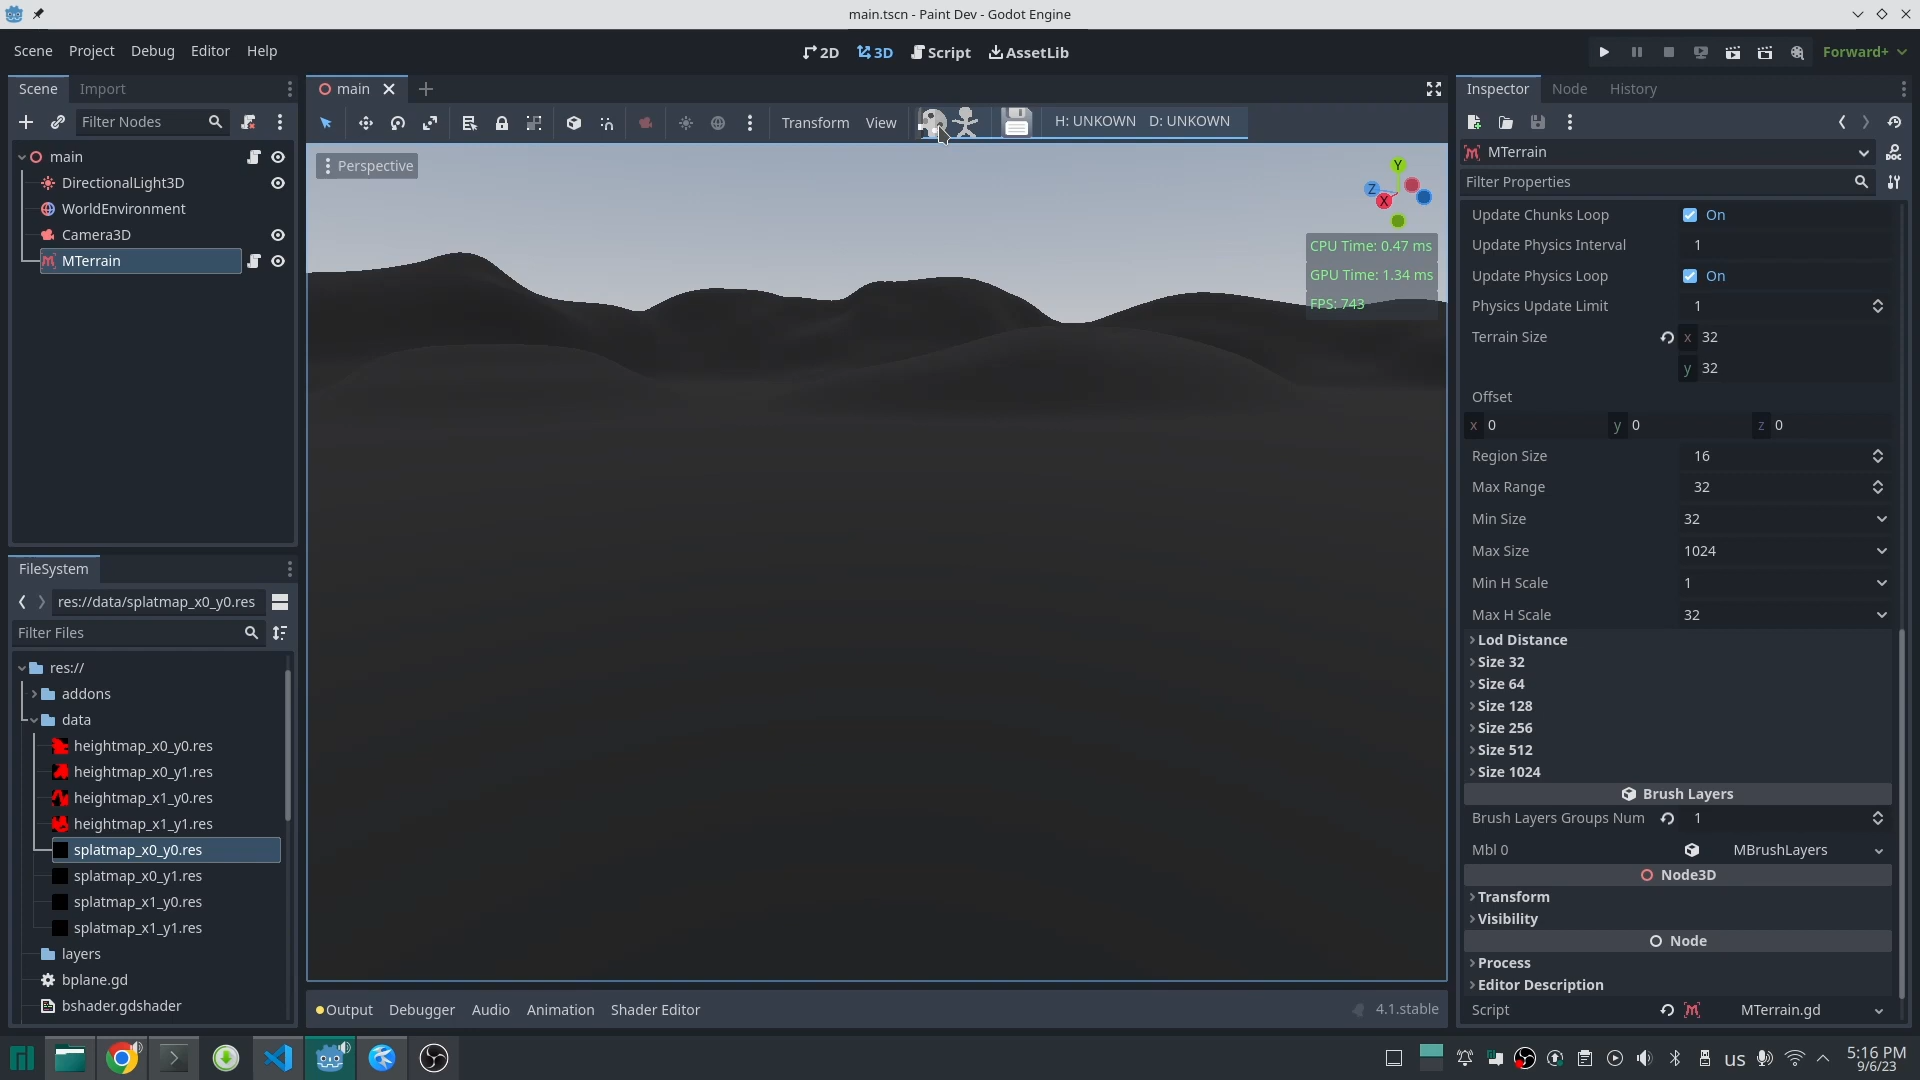 main.tscn - Paint Dev - Godot Engine
Scene Project Debug Editor Help
2D 3D Script AssetLib
Forward+
Scene Import
Filter Nodes
main
DirectionalLight3D
WorldEnvironment
Camera3D
MTerrain
FileSystem
res://data/splatmap_x0_y0.res
Filter Files
res://
addons
data
heightmap_x0_y0.res
heightmap_x0_y1.res
heightmap_x1_y0.res
heightmap_x1_y1.res
splatmap_x0_y0.res
splatmap_x0_y1.res
splatmap_x1_y0.res
splatmap_x1_y1.res
layers
bplane.gd
bshader.gdshader
main
Transform View
H: UNKOWN D: UNKOWN
Perspective
Y
Z
X
CPU Time: 0.47 ms
GPU Time: 1.34 ms
FPS: 743
Output Debugger Audio Animation Shader Editor
4.1.stable
Inspector Node History
MTerrain
Filter Properties
Update Chunks Loop On
Update Physics Interval 1
Update Physics Loop On
Physics Update Limit 1
Terrain Size x 32
y 32
Offset
x 0 y 0 z 0
Region Size 16
Max Range 32
Min Size 32
Max Size 1024
Min H Scale 1
Max H Scale 32
Lod Distance
Size 32
Size 64
Size 128
Size 256
Size 512
Size 1024
Brush Layers
Brush Layers Groups Num 1
Mbl 0 MBrushLayers
Node3D
Transform
Visibility
Node
Process
Editor Description
Script MTerrain.gd
us
5:16 PM
9/6/23